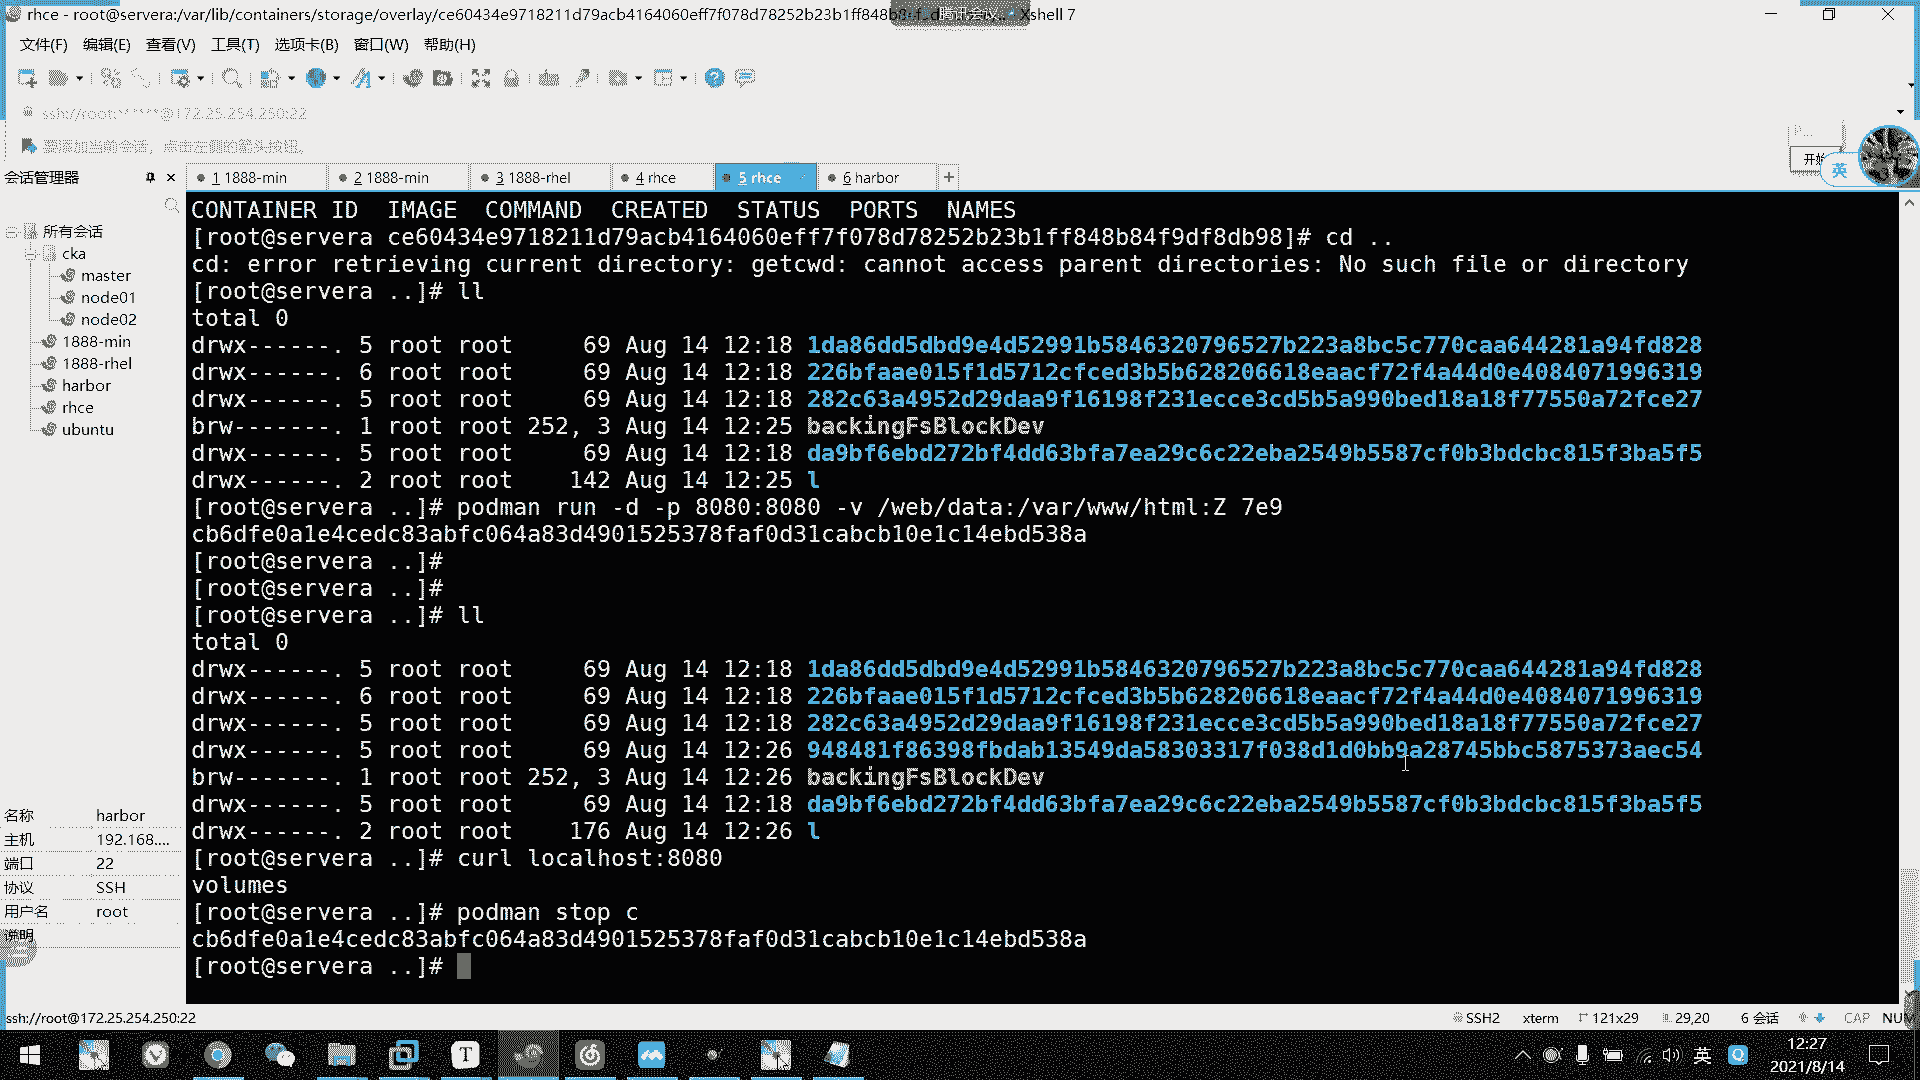 rhce - root@servera:/var/lib/containers/storage/overlay/ce60434e9718211d79acb4164060eff7f078d78252b23b1ff848b
腾讯会议
Xshell 7
文件(F) 编辑(E) 查看(V) 工具(T) 选项卡(B) 窗口(W) 帮助(H)
ssh://root:*****@172.25.254.250:22
要添加当前会话，点击左侧的箭头按钮。
会话管理器
1 1888-min
2 1888-min
3 1888-rhel
4 rhce
5 rhce
6 harbor
英
所有会话
cka
master
node01
node02
1888-min
1888-rhel
harbor
rhce
ubuntu
名称 harbor
主机 192.168....
端口 22
协议 SSH
用户名 root
说明
CONTAINER ID  IMAGE  COMMAND  CREATED  STATUS  PORTS  NAMES
[root@servera ce60434e9718211d79acb4164060eff7f078d78252b23b1ff848b84f9df8db98]# cd ..
cd: error retrieving current directory: getcwd: cannot access parent directories: No such file or directory
[root@servera ..]# ll
total 0
drwx------. 5 root root     69 Aug 14 12:18 1da86dd5dbd9e4d52991b5846320796527b223a8bc5c770caa644281a94fd828
drwx------. 6 root root     69 Aug 14 12:18 226bfaae015f1d5712cfced3b5b628206618eaacf72f4a44d0e4084071996319
drwx------. 5 root root     69 Aug 14 12:18 282c63a4952d29daa9f16198f231ecce3cd5b5a990bed18a18f77550a72fce27
brw-------. 1 root root 252, 3 Aug 14 12:25 backingFsBlockDev
drwx------. 5 root root     69 Aug 14 12:18 da9bf6ebd272bf4dd63bfa7ea29c6c22eba2549b5587cf0b3bdcbc815f3ba5f5
drwx------. 2 root root    142 Aug 14 12:25 l
[root@servera ..]# podman run -d -p 8080:8080 -v /web/data:/var/www/html:Z 7e9
cb6dfe0a1e4cedc83abfc064a83d4901525378faf0d31cabcb10e1c14ebd538a
[root@servera ..]#
[root@servera ..]#
[root@servera ..]# ll
total 0
drwx------. 5 root root     69 Aug 14 12:18 1da86dd5dbd9e4d52991b5846320796527b223a8bc5c770caa644281a94fd828
drwx------. 6 root root     69 Aug 14 12:18 226bfaae015f1d5712cfced3b5b628206618eaacf72f4a44d0e4084071996319
drwx------. 5 root root     69 Aug 14 12:18 282c63a4952d29daa9f16198f231ecce3cd5b5a990bed18a18f77550a72fce27
drwx------. 5 root root     69 Aug 14 12:26 948481f86398fbdab13549da58303317f038d1d0bb9a28745bbc5875373aec54
brw-------. 1 root root 252, 3 Aug 14 12:26 backingFsBlockDev
drwx------. 5 root root     69 Aug 14 12:18 da9bf6ebd272bf4dd63bfa7ea29c6c22eba2549b5587cf0b3bdcbc815f3ba5f5
drwx------. 2 root root    176 Aug 14 12:26 l
[root@servera ..]# curl localhost:8080
volumes
[root@servera ..]# podman stop c
cb6dfe0a1e4cedc83abfc064a83d4901525378faf0d31cabcb10e1c14ebd538a
[root@servera ..]#
ssh://root@172.25.254.250:22
SSH2 xterm 121x29 29,20 6 会话 CAP NUM
英
12:27
2021/8/14